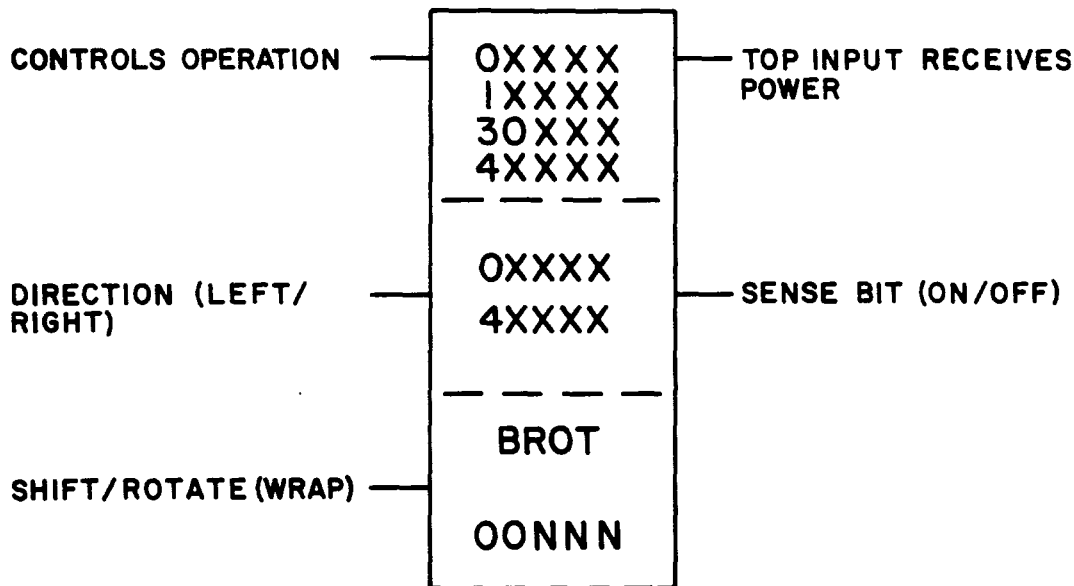 CONTROLS OPERATION
0XXXX
1XXXX
30XXX
4XXXX
TOP INPUT RECEIVES
POWER
DIRECTION (LEFT/
RIGHT)
0XXXX
4XXXX
SENSE BIT (ON/OFF)
BROT
SHIFT/ROTATE (WRAP)
00NNN